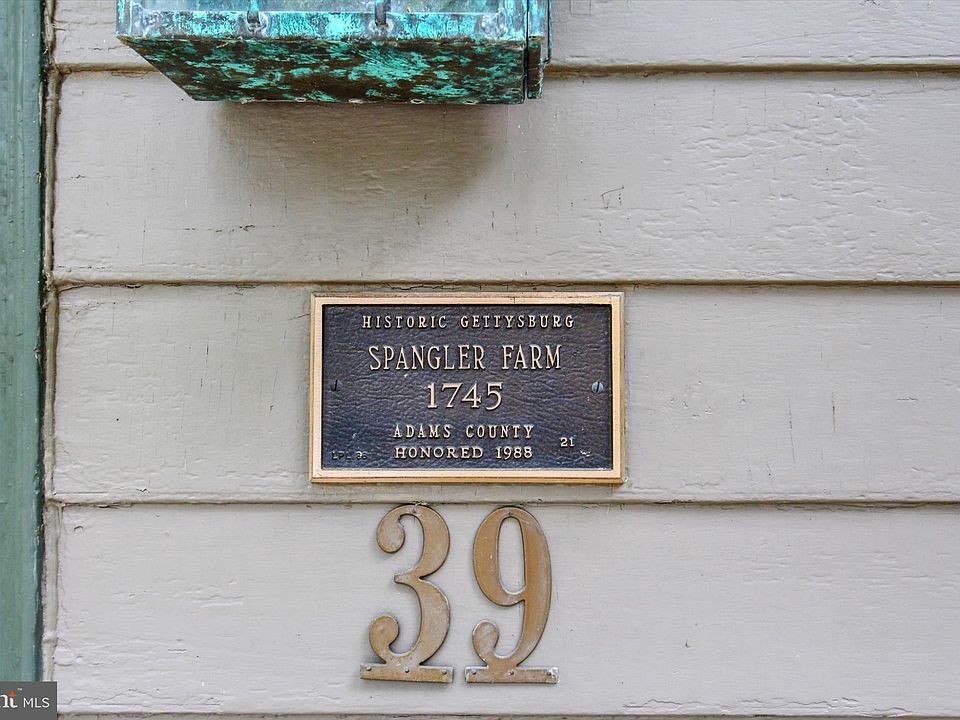 HISTORIC GETTYSBURG
SPANGLER FARM
1745
ADAMS COUNTY
21
HONORED 1988
39
MLS